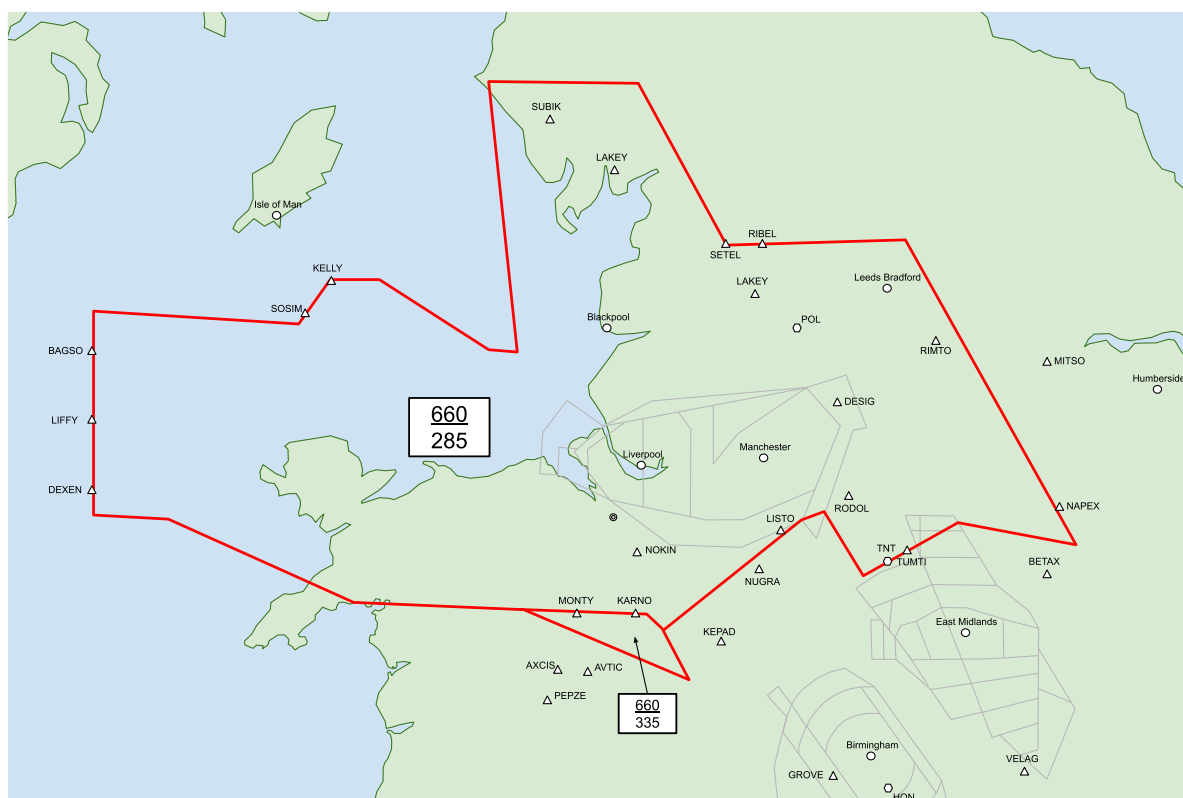 SUBIK
LAKEY
Isle of Man
RIBEL
SETEL
KELLY
LAKEY
Leeds Bradford
SOSIM
Blackpool
POL
BAGSO
RIMTO
MITSO
Humberside
DESIG
LIFFY
660
285
Liverpool
Manchester
DEXEN
RODOL
NAPEX
LISTO
NOKIN
TNT
TUMTI
NUGRA
BETAX
MONTY
KARNO
East Midlands
KEPAD
AXCIS
AVTIC
PEPZE
660
335
Birmingham
VELAG
GROVE
HON